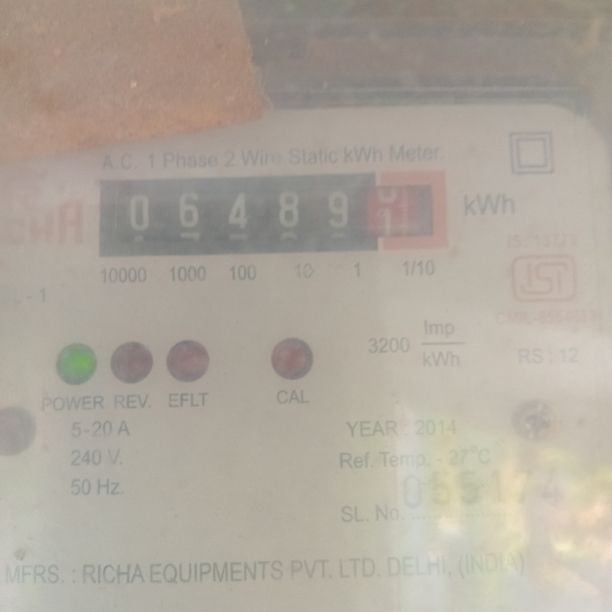 A.C. 1 Phase 2 Wire Static kWh Meter.
0 6 4 8 9 1 kWh
10000 1000 100 10 1 1/10
IS:13779
ISI
3200 Imp/kWh
RS : 12
POWER REV. EFLT CAL
5-20 A
240 V.
50 Hz.
YEAR : 2014
Ref. Temp. - 27°C
SL. No. 055174
MFRS. : RICHA EQUIPMENTS PVT. LTD. DELHI, (INDIA)